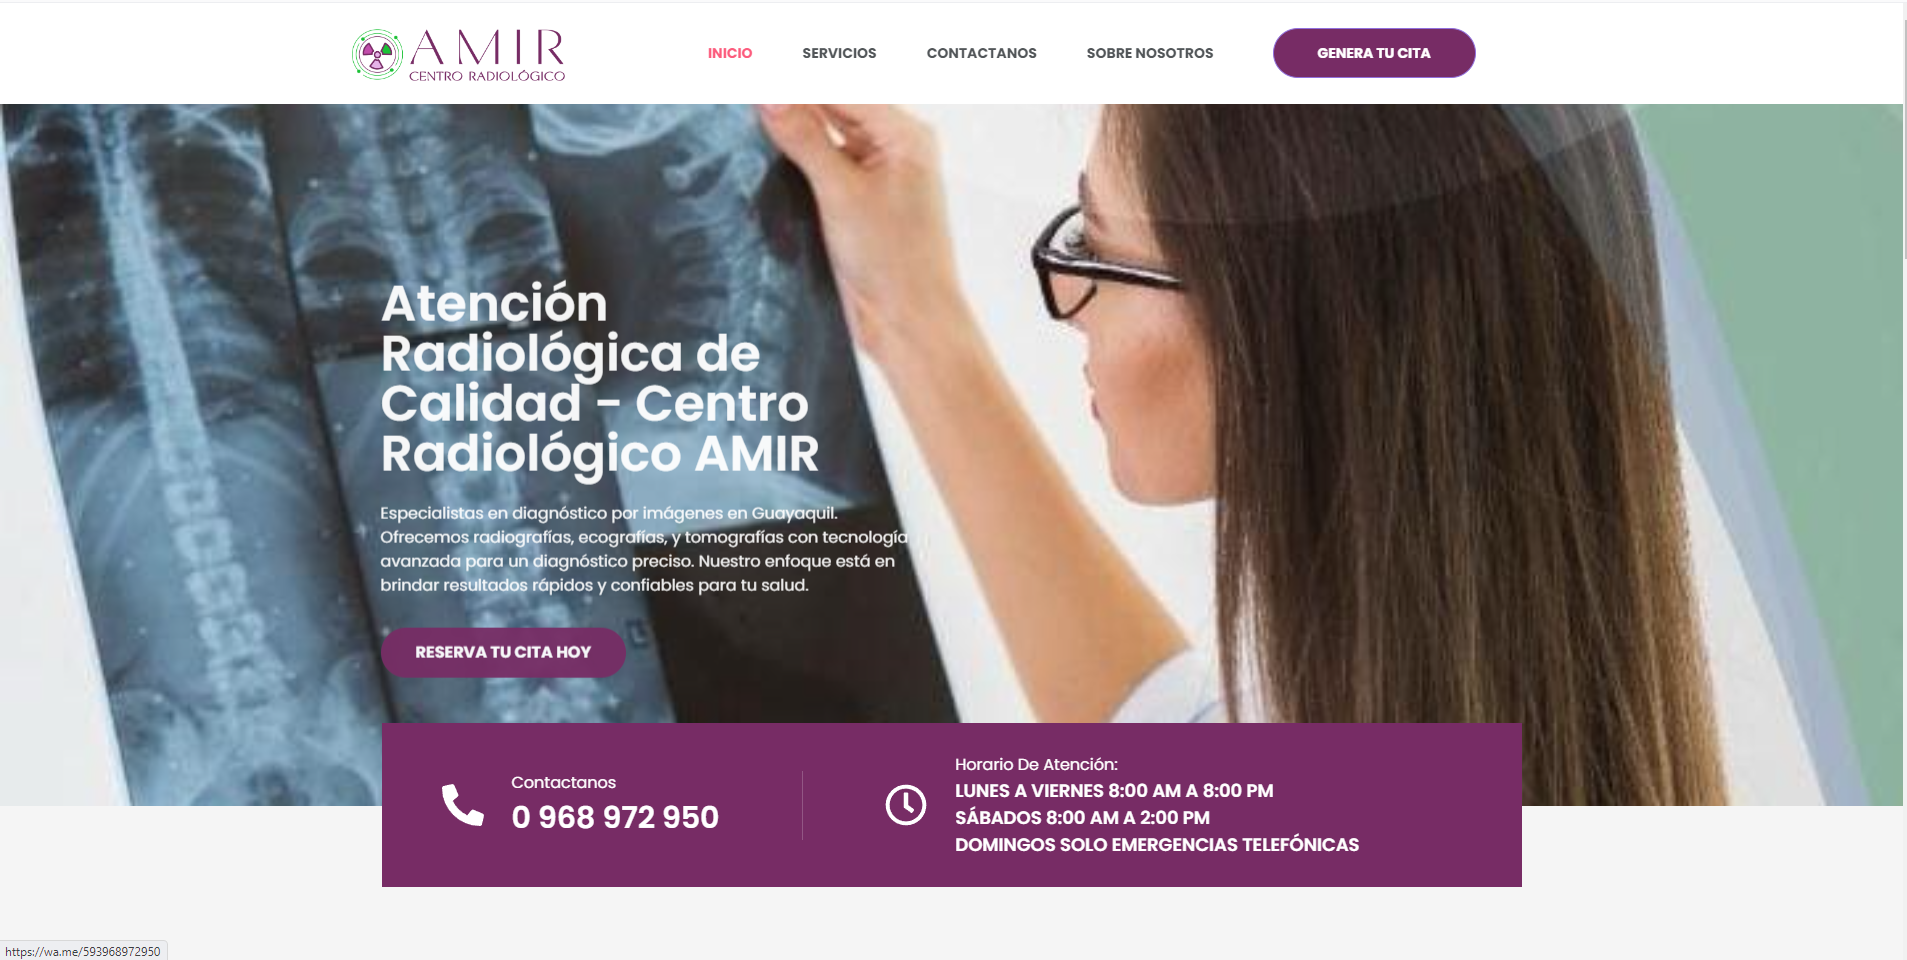 AMIR
CENTRO RADIOLÓGICO
INICIO
SERVICIOS
CONTACTANOS
SOBRE NOSOTROS
GENERA TU CITA
Atención
Radiológica de
Calidad - Centro
Radiológico AMIR
Especialistas en diagnóstico por imágenes en Guayaquil.
Ofrecemos radiografías, ecografías, y tomografías con tecnología
avanzada para un diagnóstico preciso. Nuestro enfoque está en
brindar resultados rápidos y confiables para tu salud.
RESERVA TU CITA HOY
Contactanos
0 968 972 950
Horario De Atención:
LUNES A VIERNES 8:00 AM A 8:00 PM
SÁBADOS 8:00 AM A 2:00 PM
DOMINGOS SOLO EMERGENCIAS TELEFÓNICAS
https://wa.me/593968972950